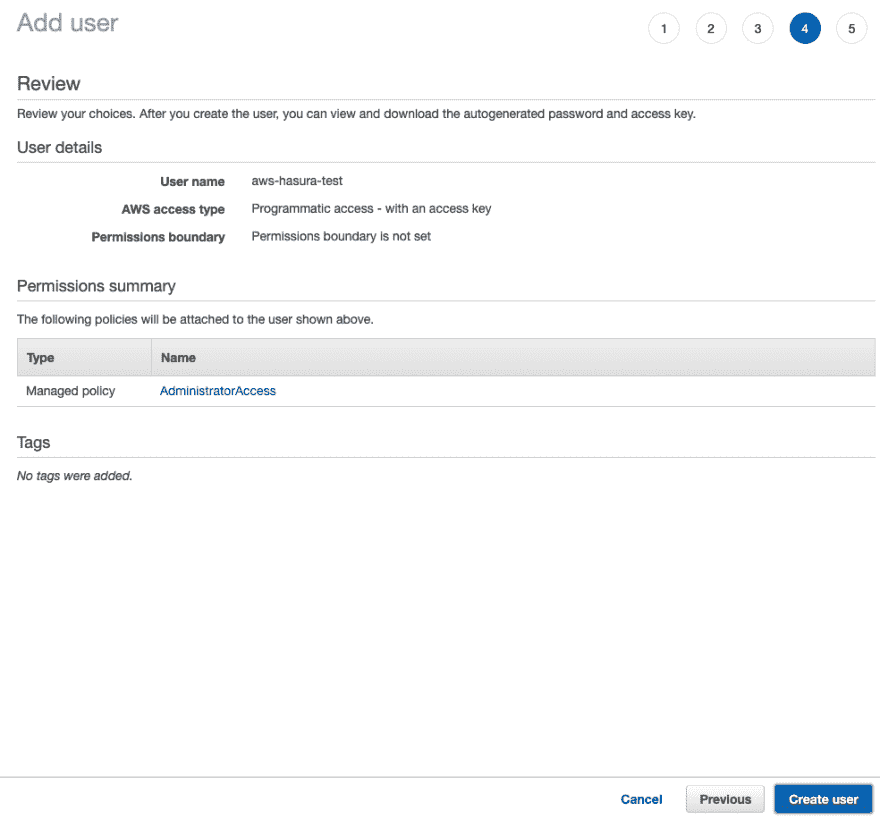 Add user
1 2 3 4 5
Review
Review your choices. After you create the user, you can view and download the autogenerated password and access key.
User details
User name aws-hasura-test
AWS access type Programmatic access - with an access key
Permissions boundary Permissions boundary is not set
Permissions summary
The following policies will be attached to the user shown above.
Type Name
Managed policy AdministratorAccess
Tags
No tags were added.
Cancel Previous Create user